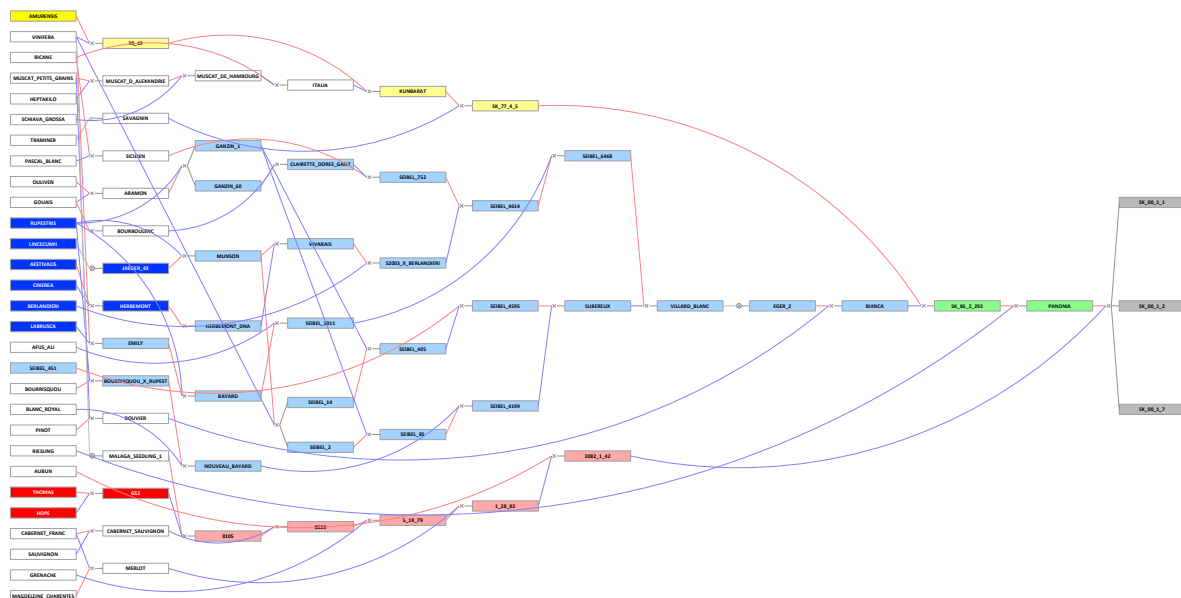 AMURENSIS
VINIFERA
BICANE
MUSCAT_PETITS_GRAINS
HEPTAKILO
SCHIAVA_GROSSA
TRAMINER
PASCAL_BLANC
OULIVEN
GOUAIS
RUPESTRIS
LINCECUMII
AESTIVALIS
CINEREA
BERLANDIERI
LABRUSCA
AFUS_ALI
SEIBEL_451
BOURRISQUOU
BLANC_ROYAL
PINOT
RIESLING
AUBUN
THOMAS
HOPE
CABERNET_FRANC
SAUVIGNON
GRENACHE
MAGDELEINE_CHARENTES
MUSCAT_D_ALEXANDRIE
SAVAGNIN
SICILIEN
ARAMON
BOURBOULENC
JAEGER_43
HERBEMONT
EMILY
BOURRISQUOU_X_RUPEST
BOUVIER
MALAGA_SEEDLING_1
G52
CABERNET_SAUVIGNON
MERLOT
MUSCAT_DE_HAMBOURG
GANZIN_1
GANZIN_60
MUNSON
HERBEMONT_DNA
BAYARD
NOUVEAU_BAYARD
8105
ITALIA
CLAIRETTE_DOREE_GANZ
VIVARAIS
SEIBEL_2011
SEIBEL_14
SEIBEL_2
KUNBARAT
SEIBEL_752
S2003_X_BERLANDIERI
SEIBEL_405
SEIBEL_85
5_18_79
SK_77_4_5
SEIBEL_4614
SEIBEL_4595
SEIBEL_4199
1_28_82
SEIBEL_6468
SUBEREUX
3082_1_42
VILLARD_BLANC
EGER_2
BIANCA
SK_86_2_293
PANONIA
SK_00_1_1
SK_00_1_2
SK_00_1_7